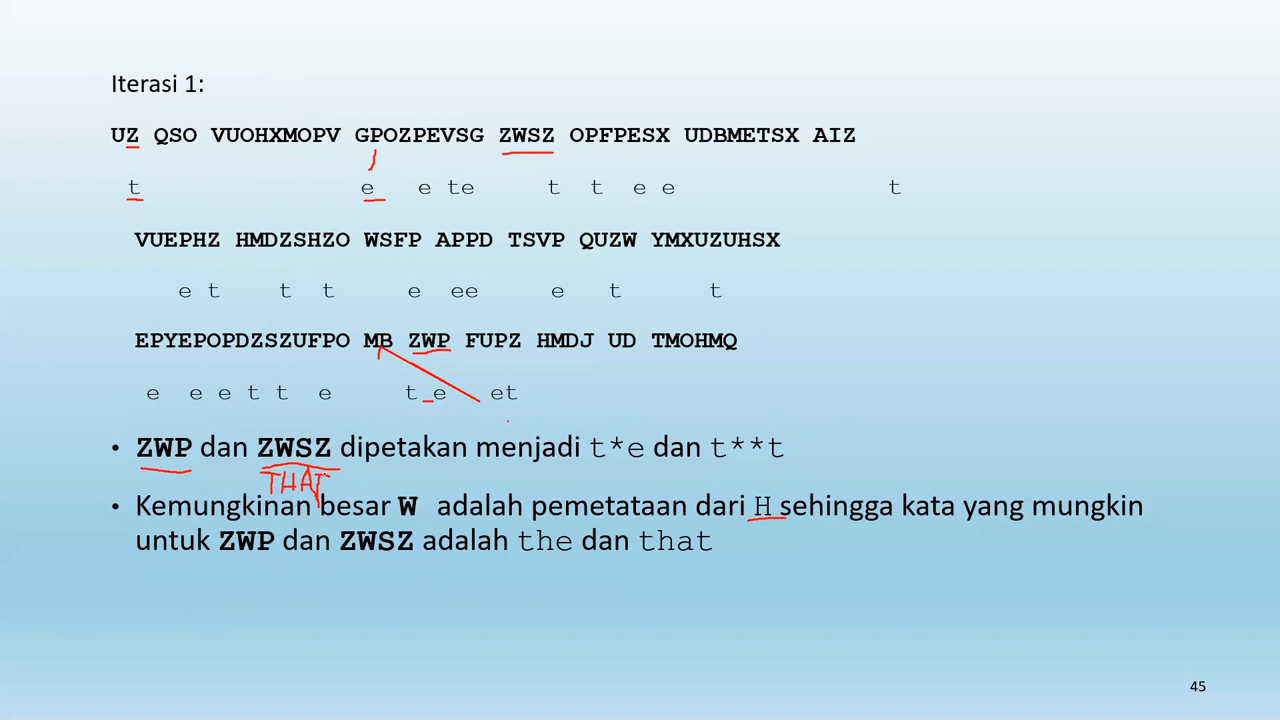 Iterasi 1:
UZ QSO VUOHXMOPV GPOZPEVSG ZWSZ OPFPESX UDBMETSX AIZ
t e e te t t e e t
VUEPHZ HMDZSHZO WSFP APPD TSVP QUZW YMXUZUHSX
e t t t e ee e t t
EPYEPOPDZSZUFPO MB ZWP FUPZ HMDJ UD TMOHMQ
e e e t t e t e et
• ZWP dan ZWSZ dipetakan menjadi t*e dan t**t
THAT
• Kemungkinan besar W adalah pemetataan dari H sehingga kata yang mungkin
untuk ZWP dan ZWSZ adalah the dan that
45